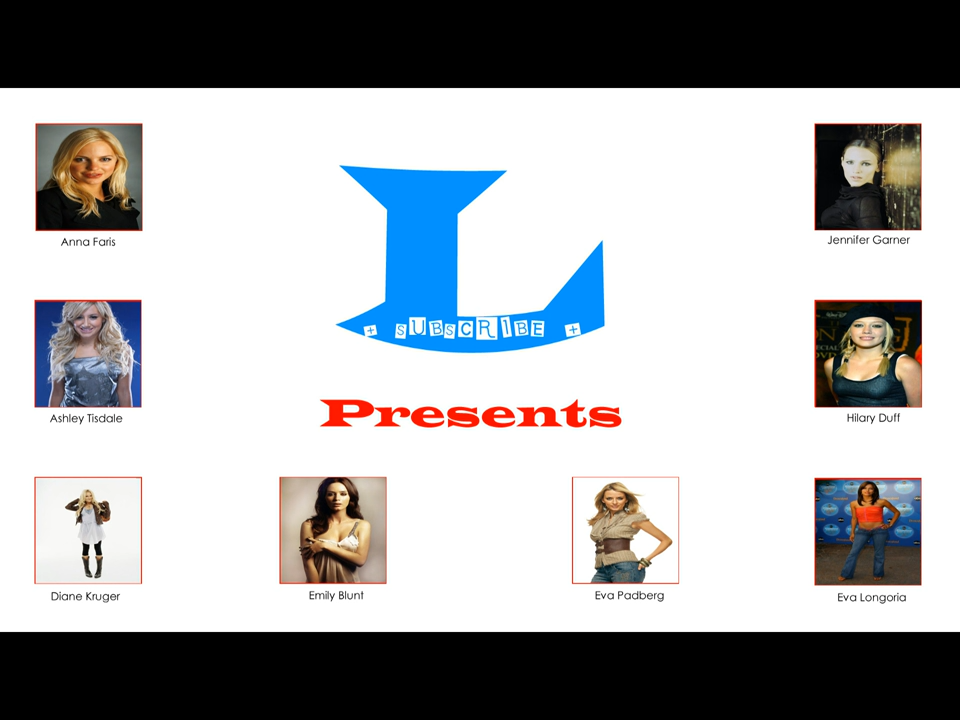 Anna Faris
Jennifer Garner
L
+ SUBSCRIBE +
Presents
Ashley Tisdale
Hilary Duff
Diane Kruger
Emily Blunt
Eva Padberg
Eva Longoria